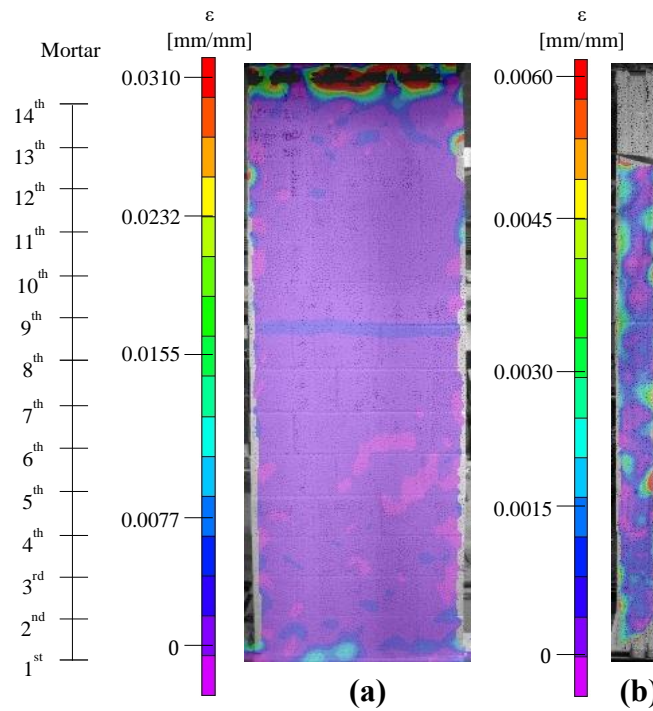 ε
[mm/mm]
ε
[mm/mm]
Mortar
0.0310
0.0232
0.0155
0.0077
0
0.0060
0.0045
0.0030
0.0015
0
14th
13th
12th
11th
10th
9th
8th
7th
6th
5th
4th
3rd
2nd
1st
(a)
(b)